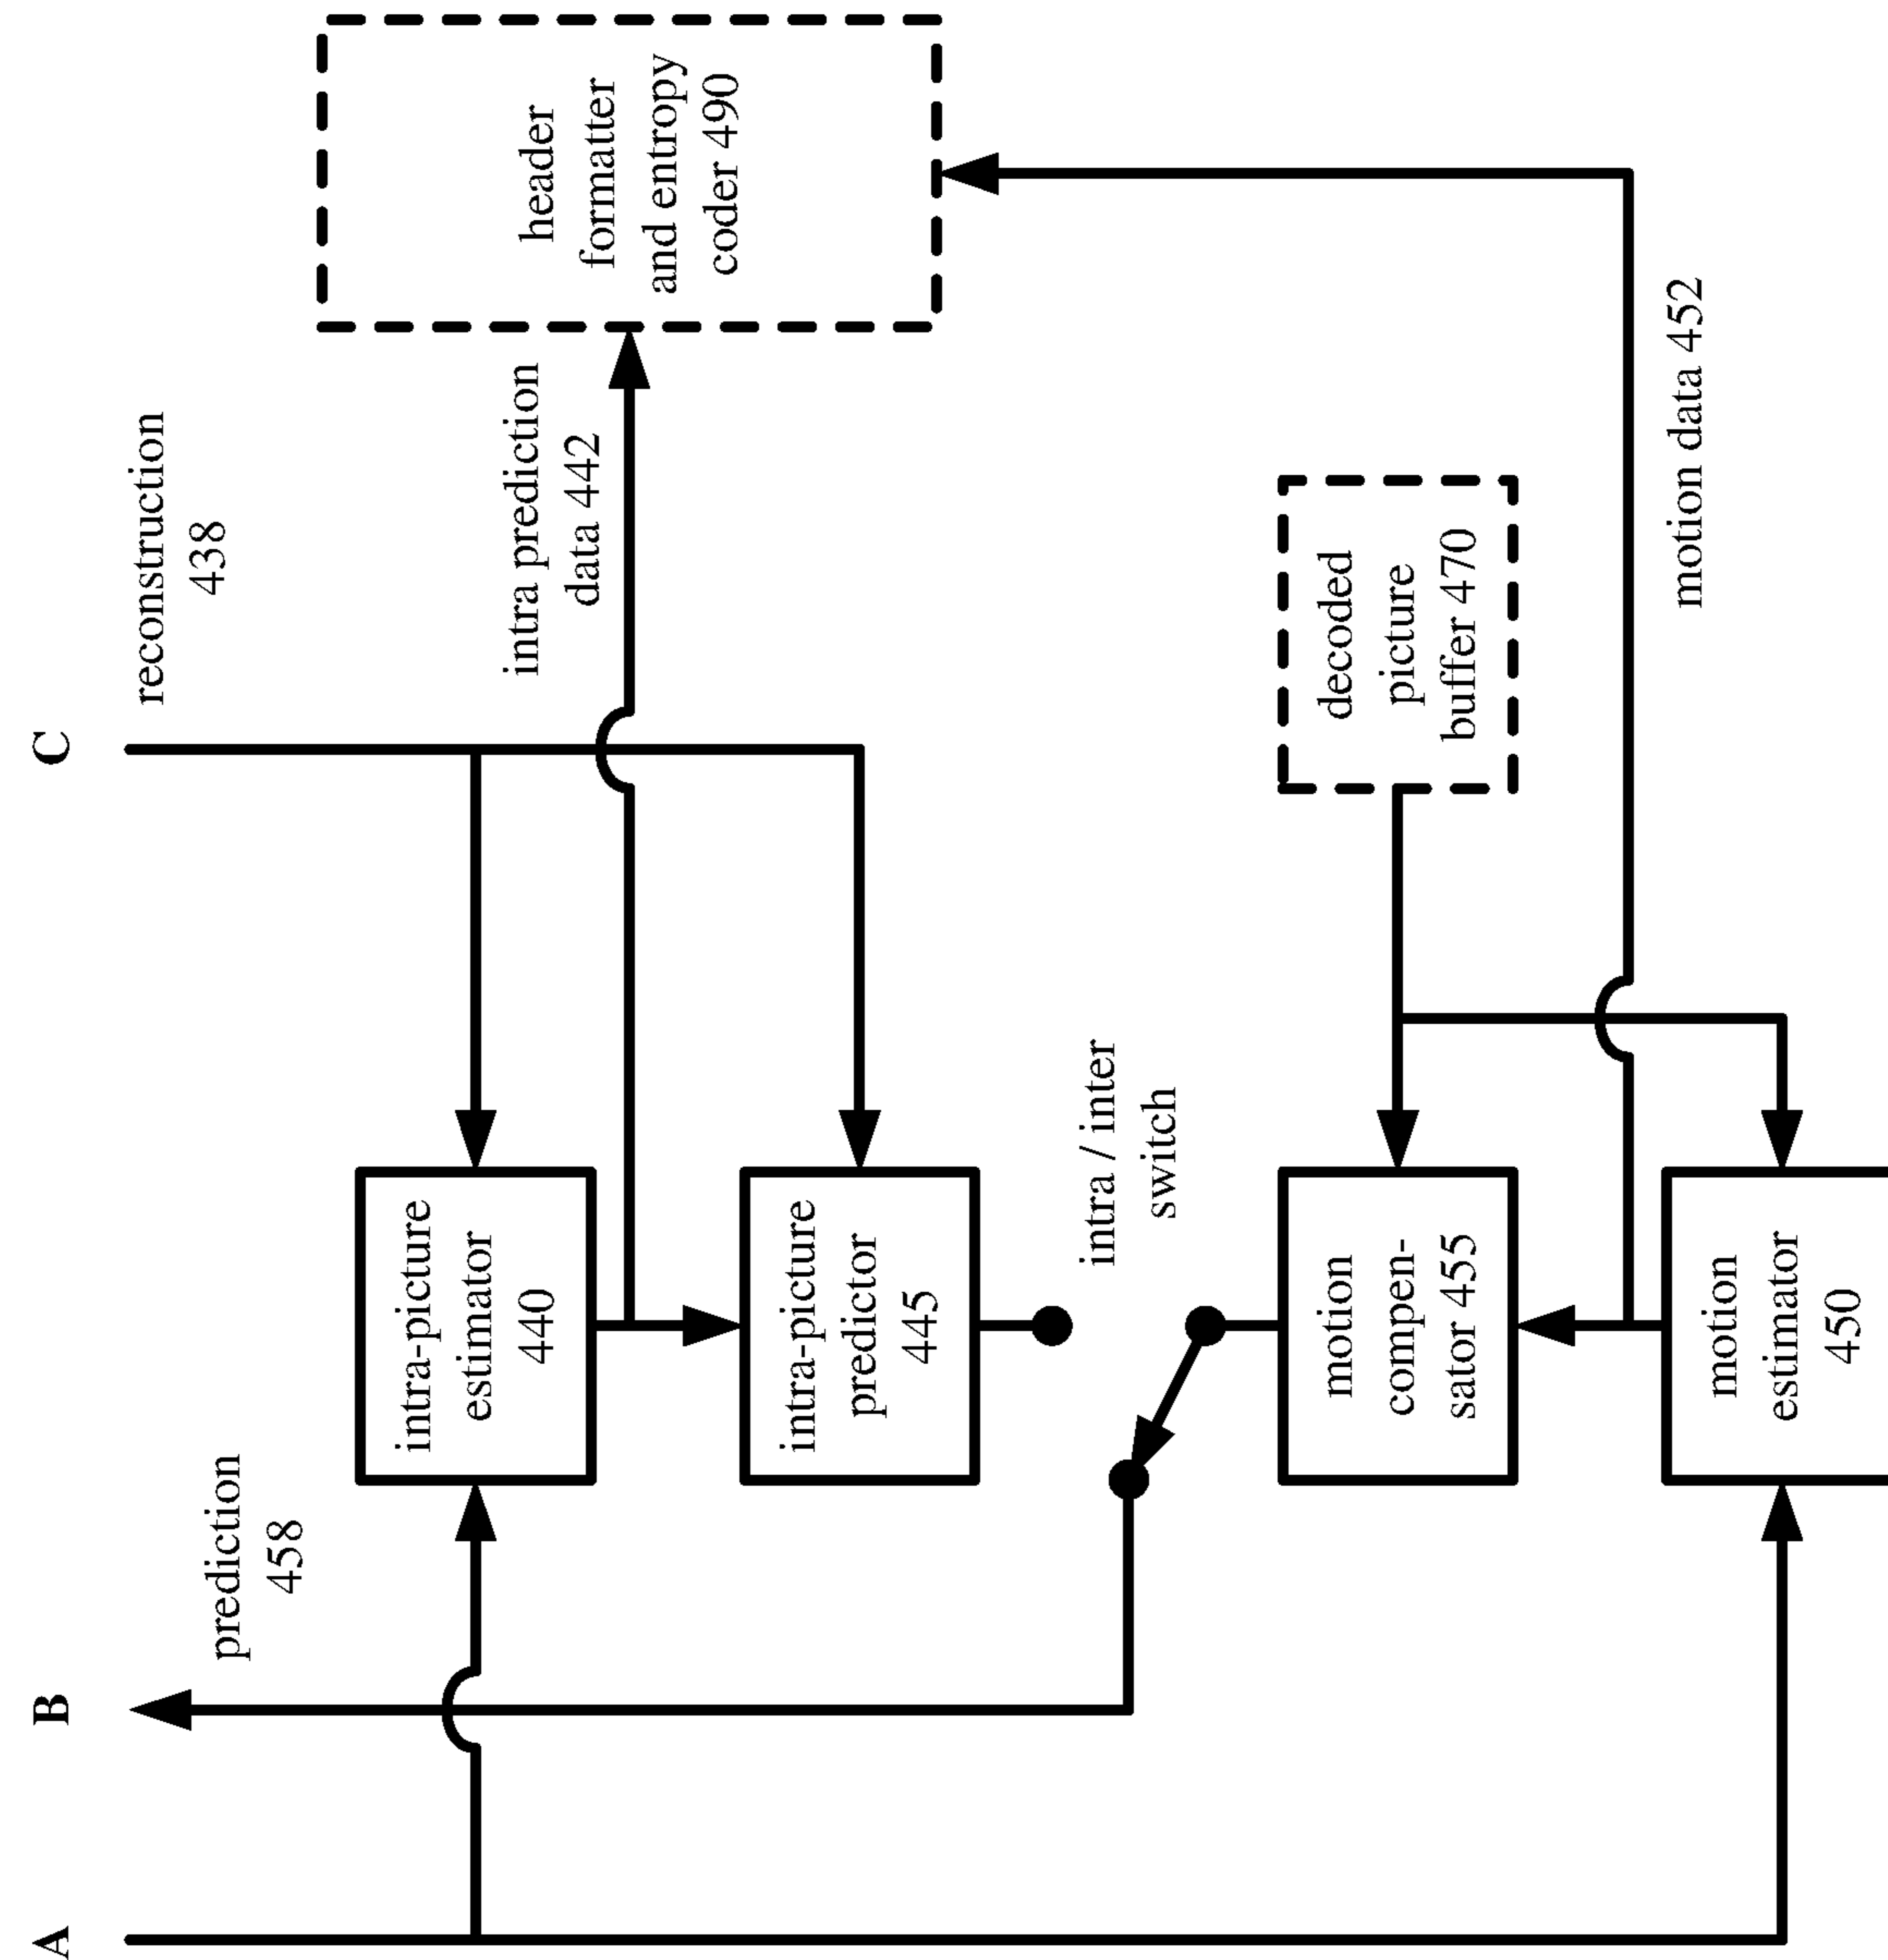 A
B
C
prediction
458
reconstruction
438
intra-picture
estimator
440
intra prediction
data 442
header
formatter
and entropy
coder 490
intra-picture
predictor
445
intra / inter
switch
motion
compen-
sator 455
decoded
picture
buffer 470
motion
estimator
450
motion data 452